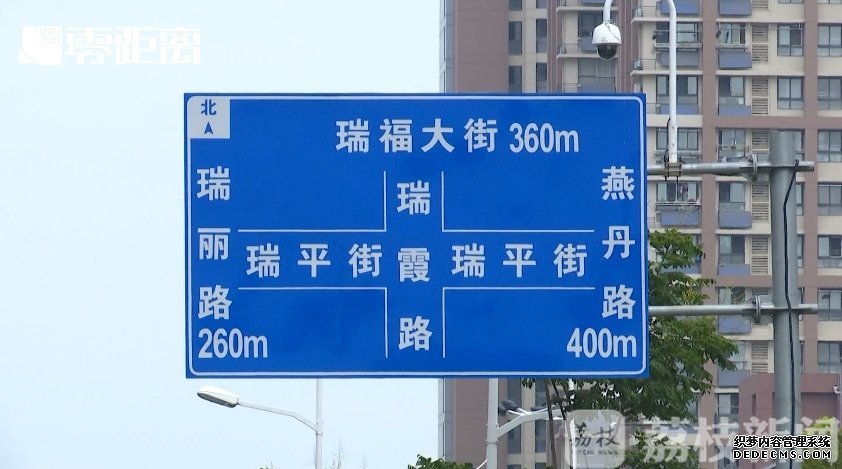 零距离
北
瑞福大街 360m
瑞丽路
260m
瑞平街
瑞霞路
瑞平街
燕丹路
400m
荔枝
荔枝新闻
织梦内容管理系统
DEDECMS.COM